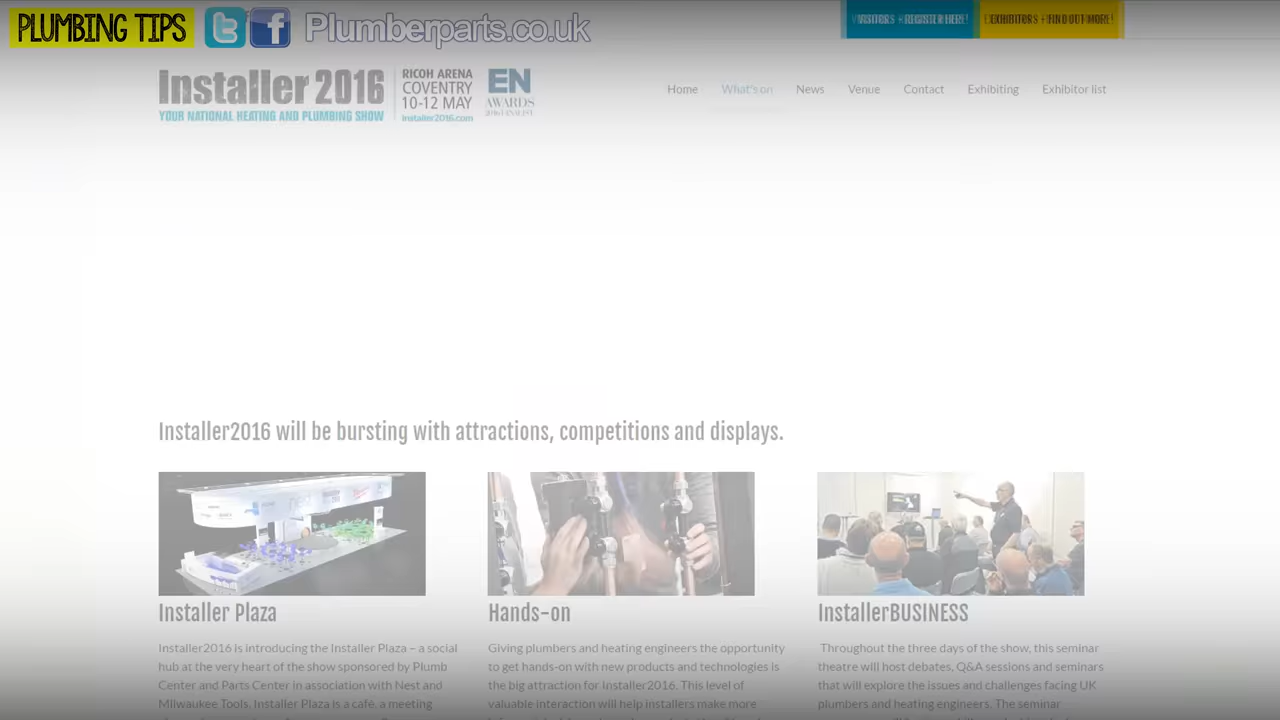 PLUMBING TIPS
Plumberparts.co.uk
VISITORS - REGISTER HERE!
EXHIBITORS - FIND OUT MORE!
Installer 2016
YOUR NATIONAL HEATING AND PLUMBING SHOW
RICOH ARENA
COVENTRY
10-12 MAY
installer2016.com
EN
AWARDS
2016 FINALIST
Home What's on News Venue Contact Exhibiting Exhibitor list
Installer2016 will be bursting with attractions, competitions and displays.
Installer Plaza
Installer2016 is introducing the Installer Plaza – a social
hub at the very heart of the show sponsored by Plumb
Center and Parts Center in association with Nest and
Milwaukee Tools. Installer Plaza is a café, a meeting
Hands-on
Giving plumbers and heating engineers the opportunity
to get hands-on with new products and technologies is
the big attraction for Installer2016. This level of
valuable interaction will help installers make more
InstallerBUSINESS
Throughout the three days of the show, this seminar
theatre will host debates, Q&A sessions and seminars
that will explore the issues and challenges facing UK
plumbers and heating engineers. The seminar